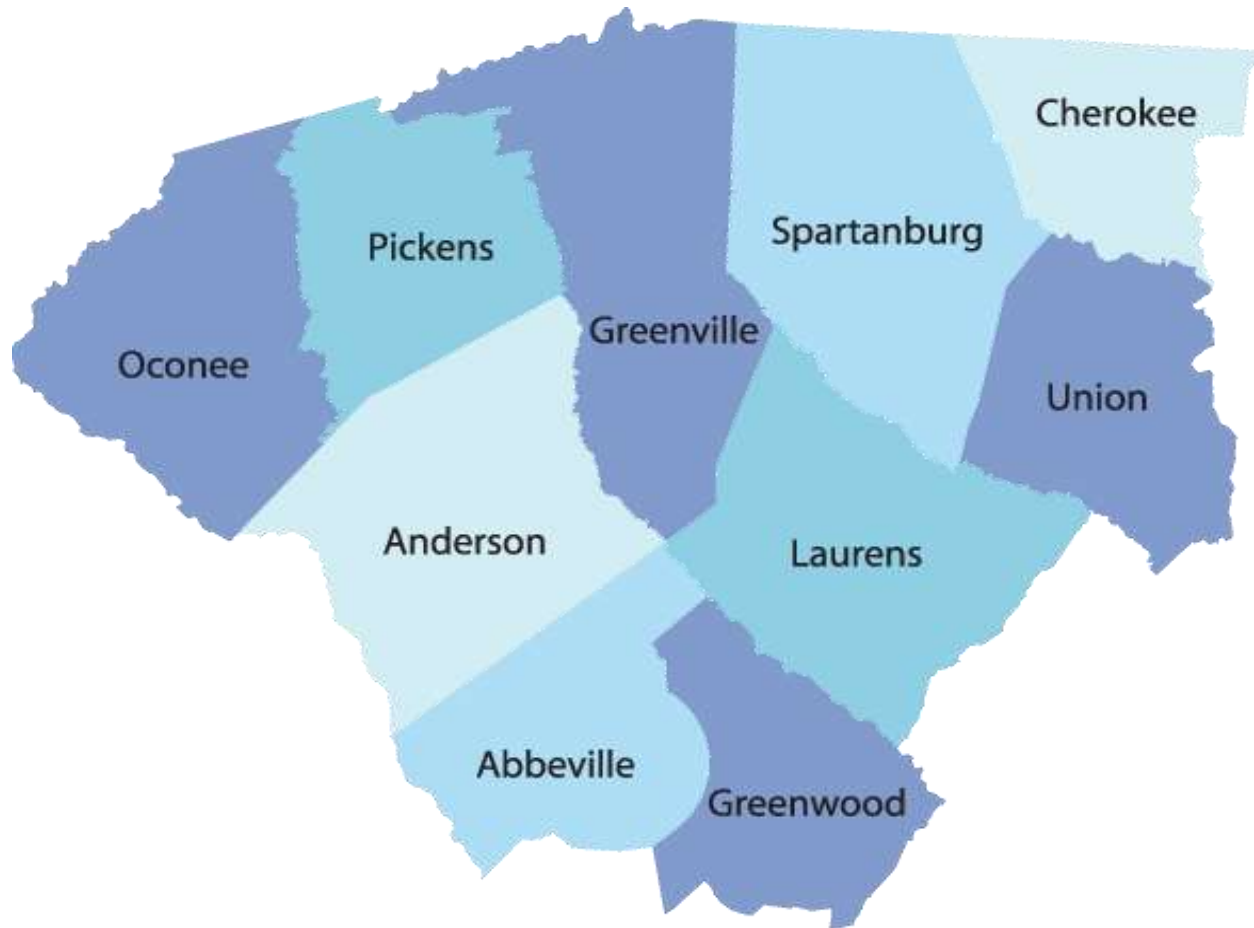 Cherokee
Spartanburg
Pickens
Greenville
Oconee
Union
Anderson
Laurens
Abbeville
Greenwood